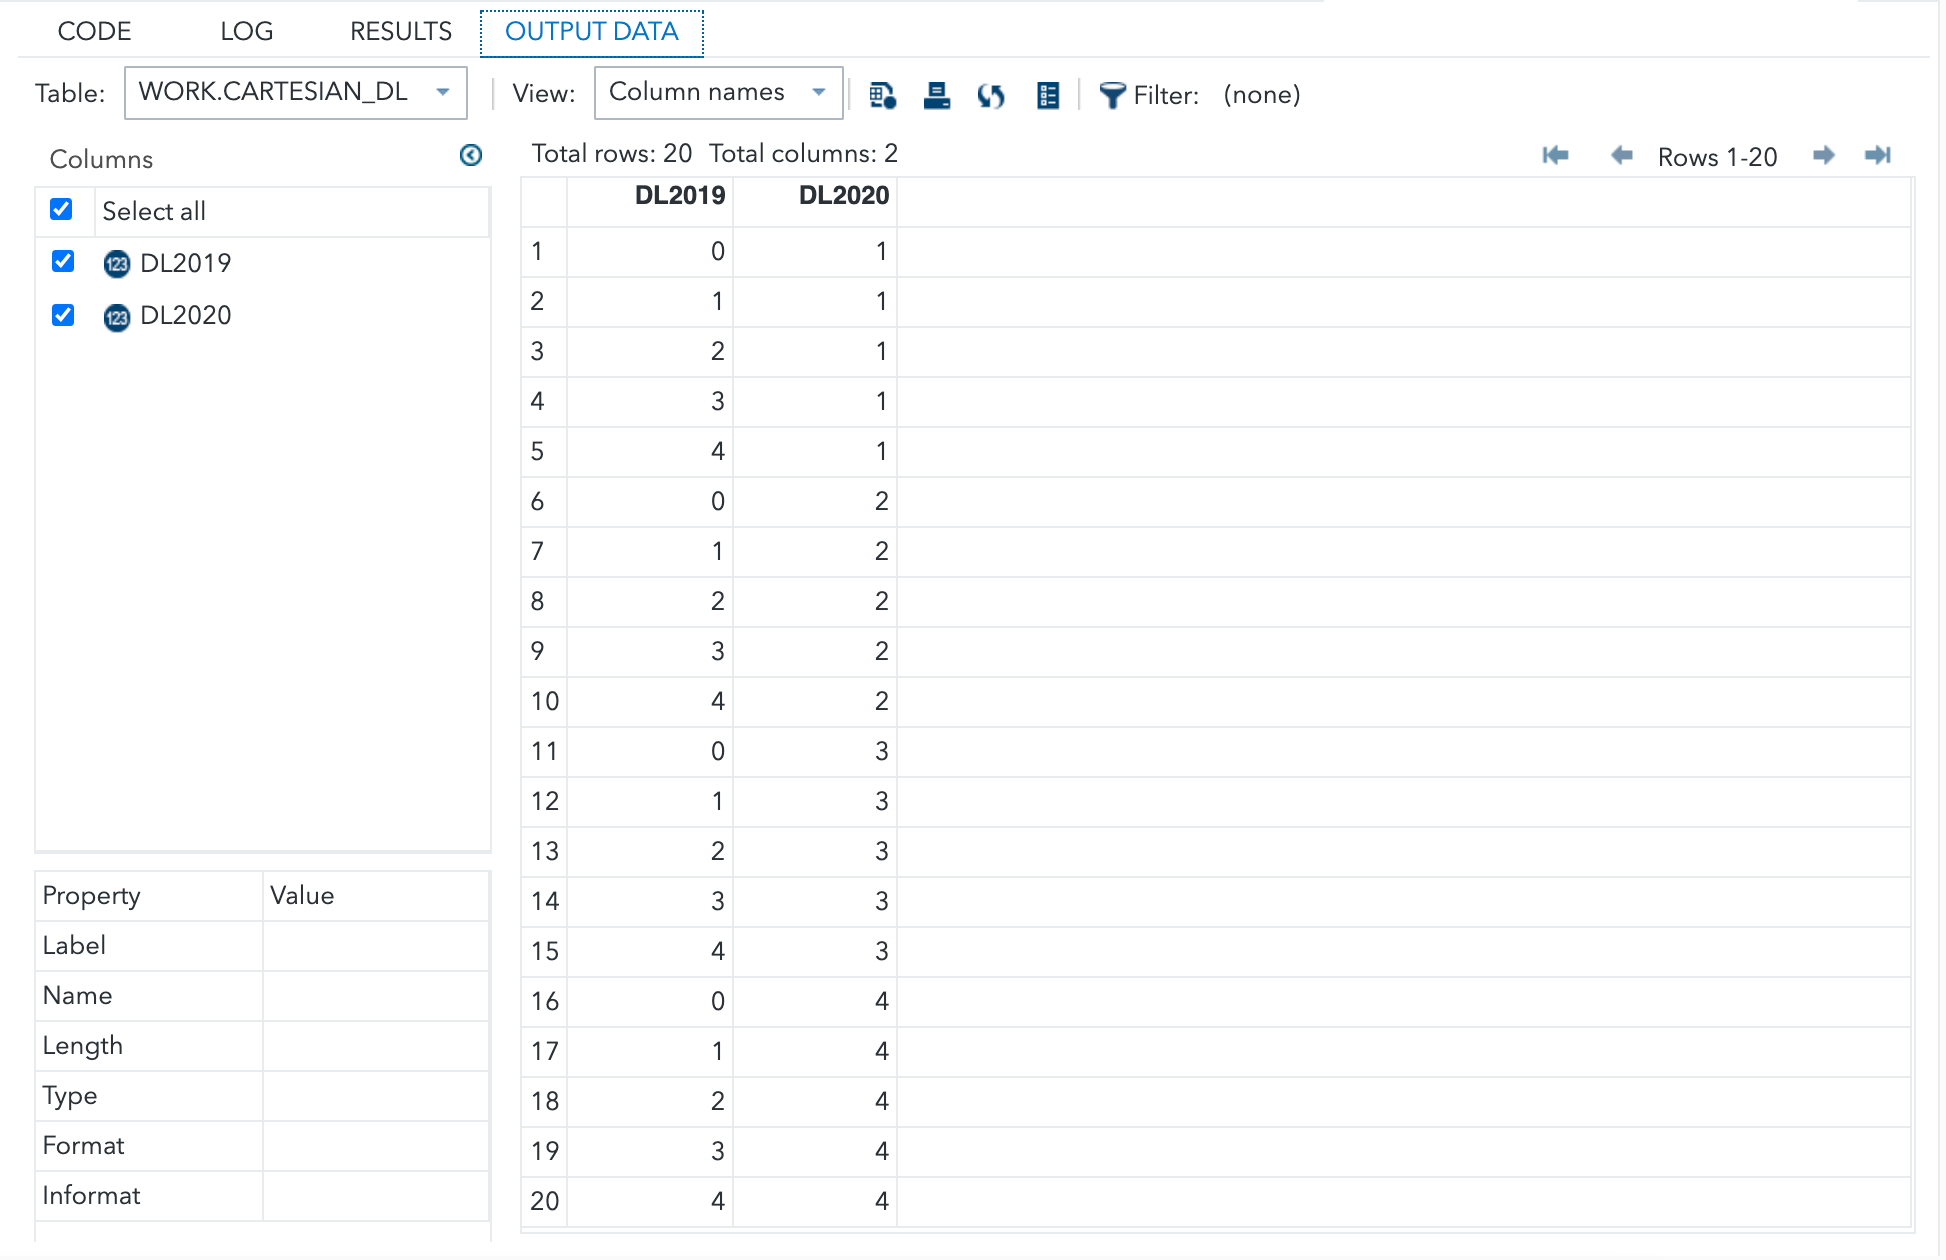 CODE LOG RESULTS OUTPUT DATA
Table: WORK.CARTESIAN_DL View: Column names Filter: (none)
Columns
Select all
123 DL2019
123 DL2020
Property Value
Label
Name
Length
Type
Format
Informat
Total rows: 20 Total columns: 2 Rows 1-20
DL2019 DL2020
1 0 1
2 1 1
3 2 1
4 3 1
5 4 1
6 0 2
7 1 2
8 2 2
9 3 2
10 4 2
11 0 3
12 1 3
13 2 3
14 3 3
15 4 3
16 0 4
17 1 4
18 2 4
19 3 4
20 4 4